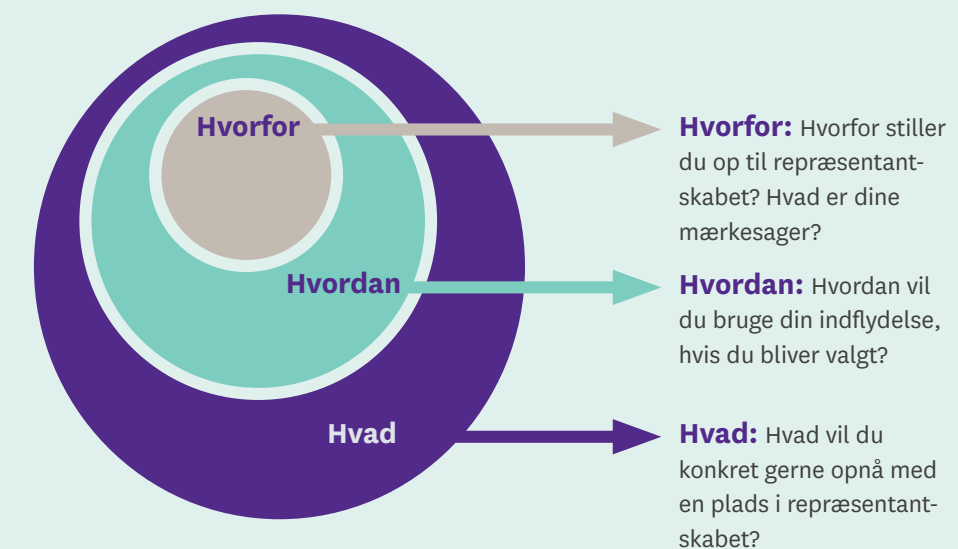 Hvorfor
Hvorfor: Hvorfor stiller
du op til repræsentant-
skabet? Hvad er dine
mærkesager?
Hvordan
Hvordan: Hvordan vil
du bruge din indflydelse,
hvis du bliver valgt?
Hvad
Hvad: Hvad vil du
konkret gerne opnå med
en plads i repræsentant-
skabet?